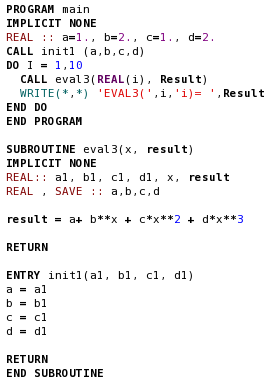 PROGRAM main
IMPLICIT NONE
REAL :: a=1., b=2., c=1., d=2.
CALL init1 (a,b,c,d)
DO I = 1,10
CALL eval3(REAL(i), Result)
WRITE(*,*) 'EVAL3(',i,'i)= ',Result
END DO
END PROGRAM
SUBROUTINE eval3(x, result)
IMPLICIT NONE
REAL:: a1, b1, c1, d1, x, result
REAL , SAVE :: a,b,c,d
result = a+ b**x + c*x**2 + d*x**3
RETURN
ENTRY init1(a1, b1, c1, d1)
a = a1
b = b1
c = c1
d = d1
RETURN
END SUBROUTINE